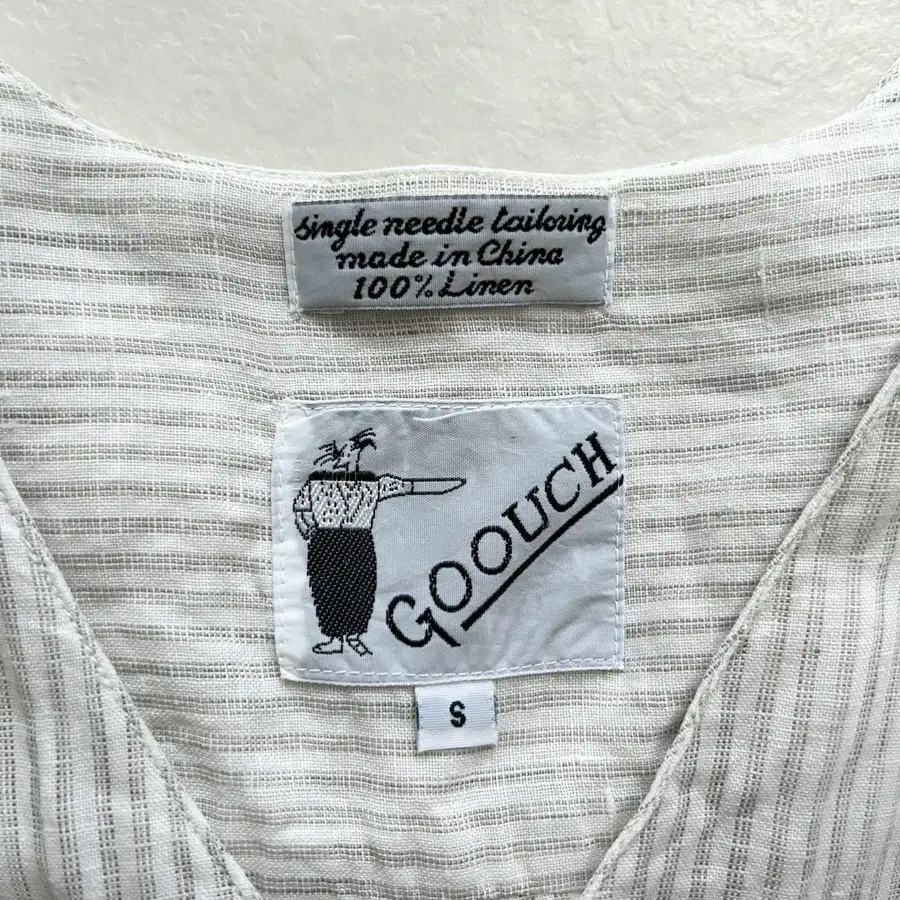 single needle tailoring
made in China
100% Linen
GOOUCH
S